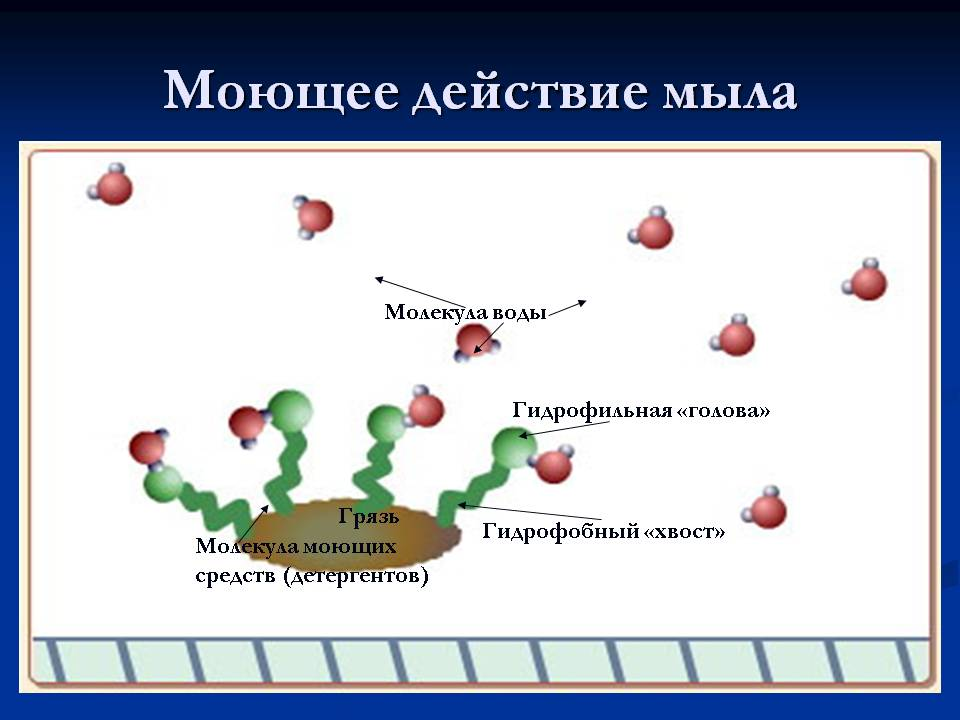 Моющее действие мыла
Молекула воды
Гидрофильная «голова»
Грязь
Гидрофобный «хвост»
Молекула моющих
средств (детергентов)